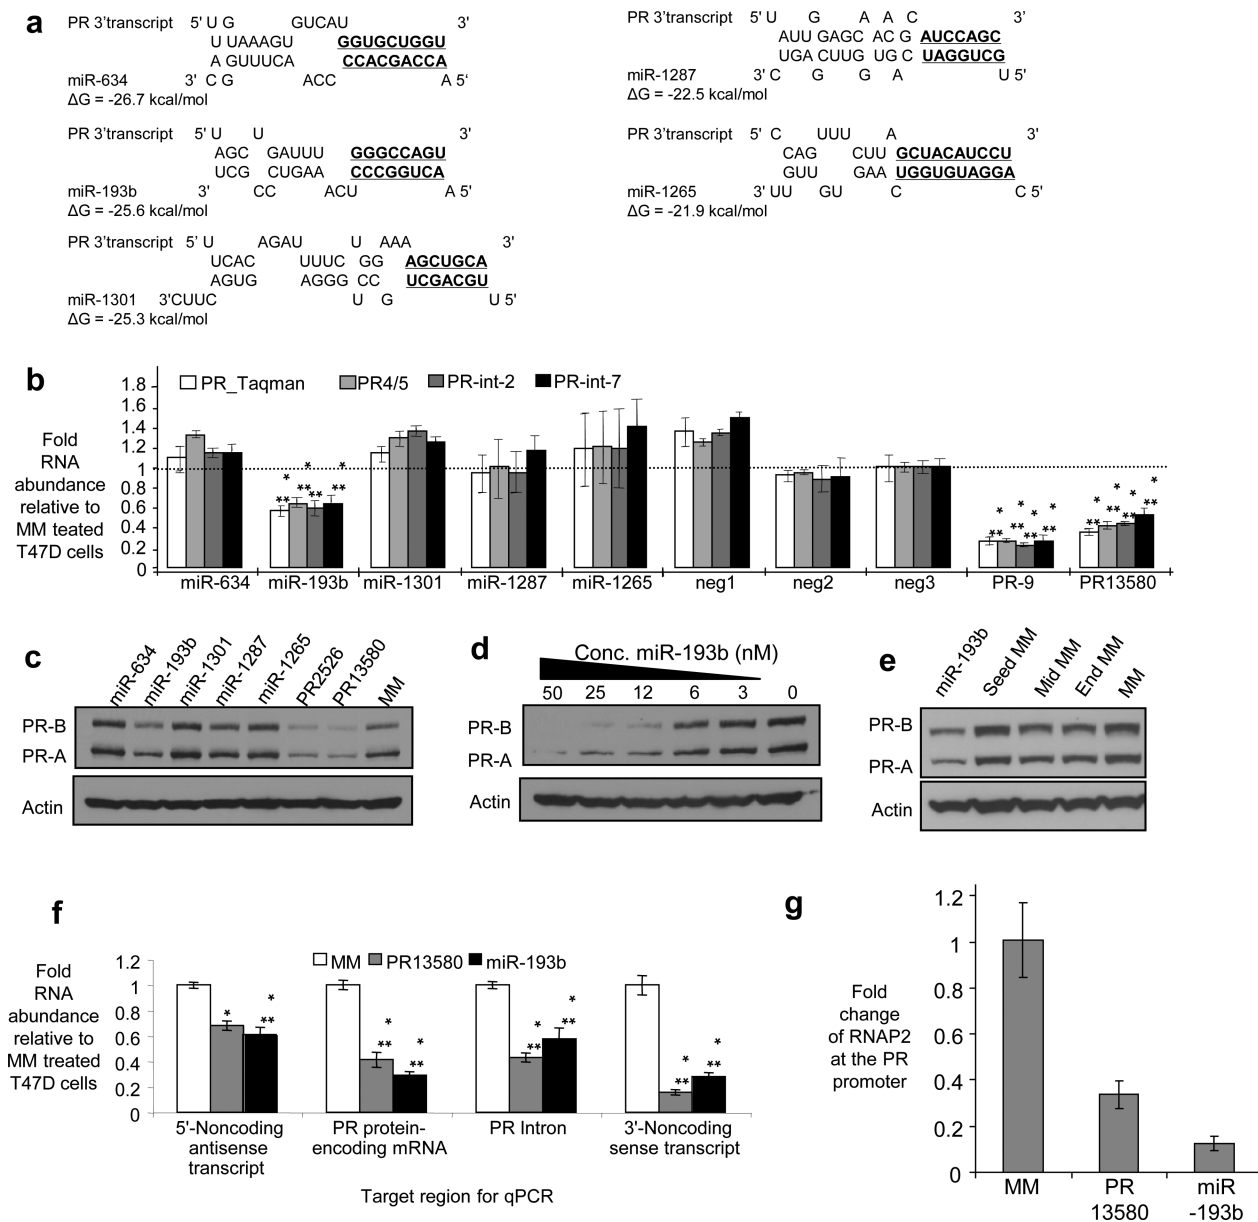 a
PR 3'transcript 5' U G GUCAU 3'
U UAAAGU GGUGCUGGU
A GUUUCA CCACGACCA
miR-634 3' C G ACC A 5'
ΔG = -26.7 kcal/mol
PR 3'transcript 5' U U 3'
AGC GAUUU GGGCCAGU
UCG CUGAA CCCGGUCA
miR-193b 3' CC ACU A 5'
ΔG = -25.6 kcal/mol
PR 3'transcript 5' U AGAU U AAA 3'
UCAC UUUC GG AGCUGCA
AGUG AGGG CC UCGACGU
miR-1301 3'CUUC U G U 5'
ΔG = -25.3 kcal/mol
PR 3'transcript 5' U G A A C 3'
AUU GAGC AC G AUCCAGC
UGA CUUG UG C UAGGUCG
miR-1287 3' C G G A U 5'
ΔG = -22.5 kcal/mol
PR 3'transcript 5' C UUU A 3'
CAG CUU GCUACAUCCU
GUU GAA UGGUGUAGGA
miR-1265 3' UU GU C C 5'
ΔG = -21.9 kcal/mol
b
Fold
RNA
abundance
relative to
MM teated
T47D cells
1.8
1.6
1.4
1.2
1
0.8
0.6
0.4
0.2
0
PR_Taqman PR4/5 PR-int-2 PR-int-7
* * *
** ** ** **
* * * *
** ** ** **
* * * *
** ** ** **
miR-634 miR-193b miR-1301 miR-1287 miR-1265 neg1 neg2 neg3 PR-9 PR13580
c
miR-634 miR-193b miR-1301 miR-1287 miR-1265 PR2526 PR13580 MM
PR-B
PR-A
Actin
d
Conc. miR-193b (nM)
50 25 12 6 3 0
PR-B
PR-A
Actin
e
miR-193b Seed MM Mid MM End MM MM
PR-B
PR-A
Actin
f
Fold
RNA
abundance
relative to
MM treated
T47D cells
1.2
1
0.8
0.6
0.4
0.2
0
MM PR13580 miR-193b
* *
**
* *
** **
* *
** **
* *
** **
5'-Noncoding
antisense
transcript
PR protein-
encoding mRNA
PR Intron
3'-Noncoding
sense transcript
Target region for qPCR
g
Fold
change
of RNAP2
at the PR
promoter
1.2
1
0.8
0.6
0.4
0.2
0
MM
PR
13580
miR
-193b